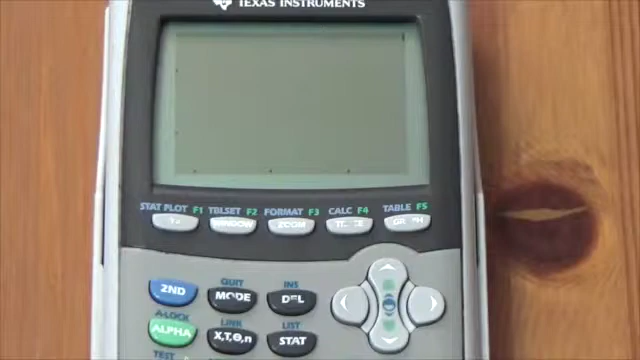 TEXAS INSTRUMENTS
STAT PLOT F1 TBLSET F2 FORMAT F3 CALC F4 TABLE F5
WINDOW ZOOM
QUIT INS
2ND MODE DEL
A-LOCK LINK LIST
ALPHA X,T,Θ,n STAT
TEST